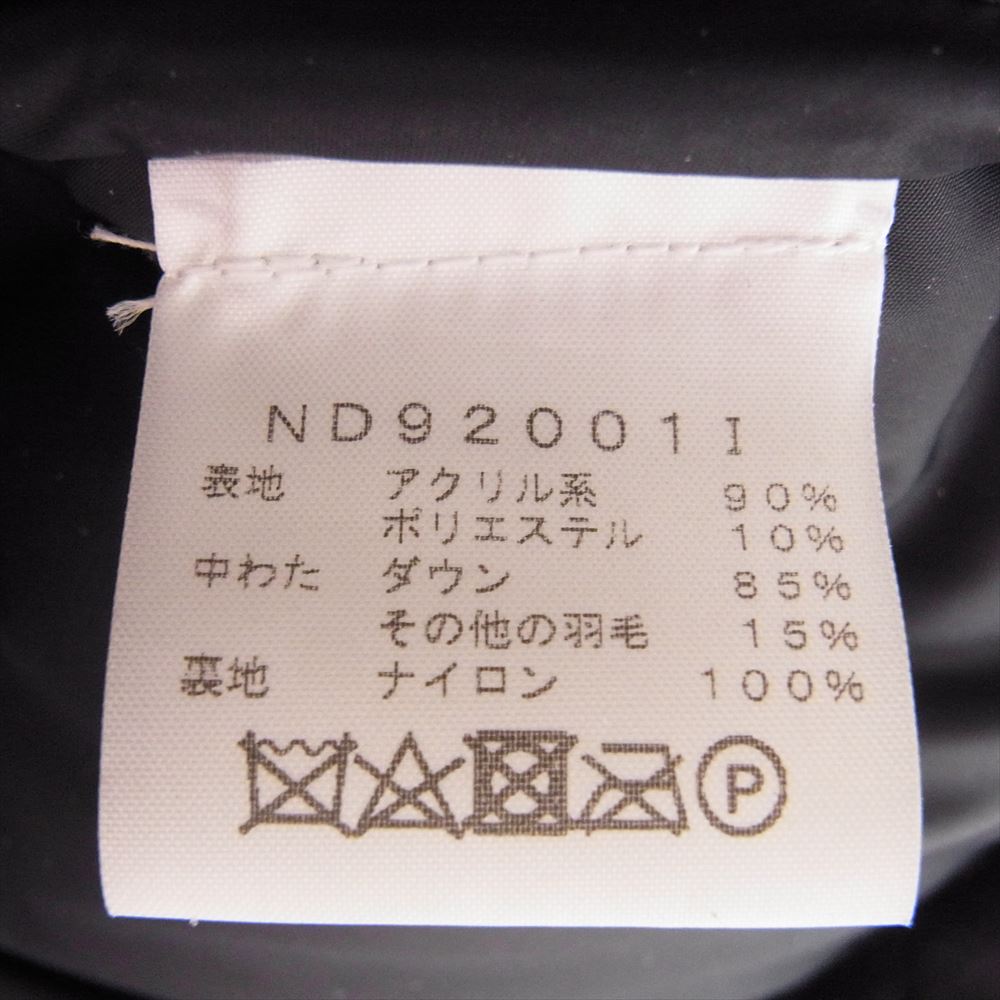 ND92001I
表地 アクリル系 90%
ポリエステル 10%
中わた ダウン 85%
その他の羽毛 15%
裏地 ナイロン 100%
P